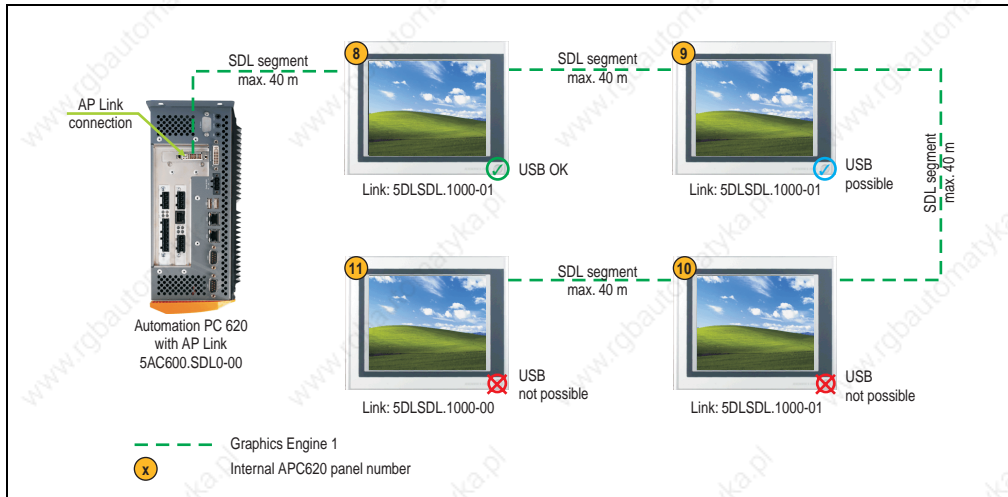 AP Link
connection
SDL segment
max. 40 m
8
USB OK
Link: 5DLSDL.1000-01
SDL segment
max. 40 m
9
USB
possible
Link: 5DLSDL.1000-01
SDL segment
max. 40 m
10
USB
not possible
Link: 5DLSDL.1000-01
SDL segment
max. 40 m
11
USB
not possible
Link: 5DLSDL.1000-00
Automation PC 620
with AP Link
5AC600.SDL0-00
Graphics Engine 1
x
Internal APC620 panel number
www.rgbautomatyka.pl